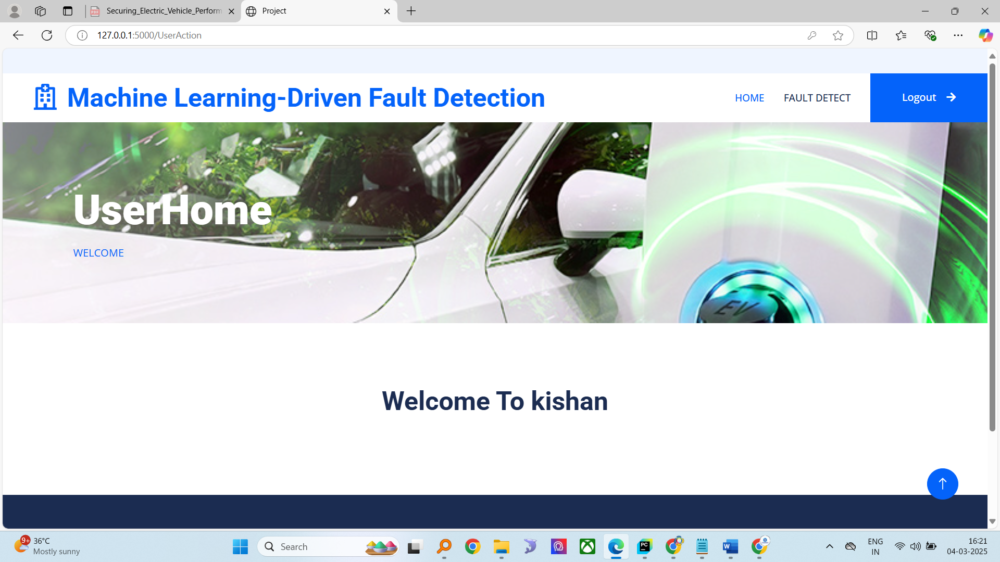 Securing_Electric_Vehicle_Perform
Project
127.0.0.1:5000/UserAction
Machine Learning-Driven Fault Detection
HOME
FAULT DETECT
Logout
UserHome
WELCOME
EV
Welcome To kishan
9+
36°C
Mostly sunny
Search
PC
W
ENG
IN
16:21
04-03-2025